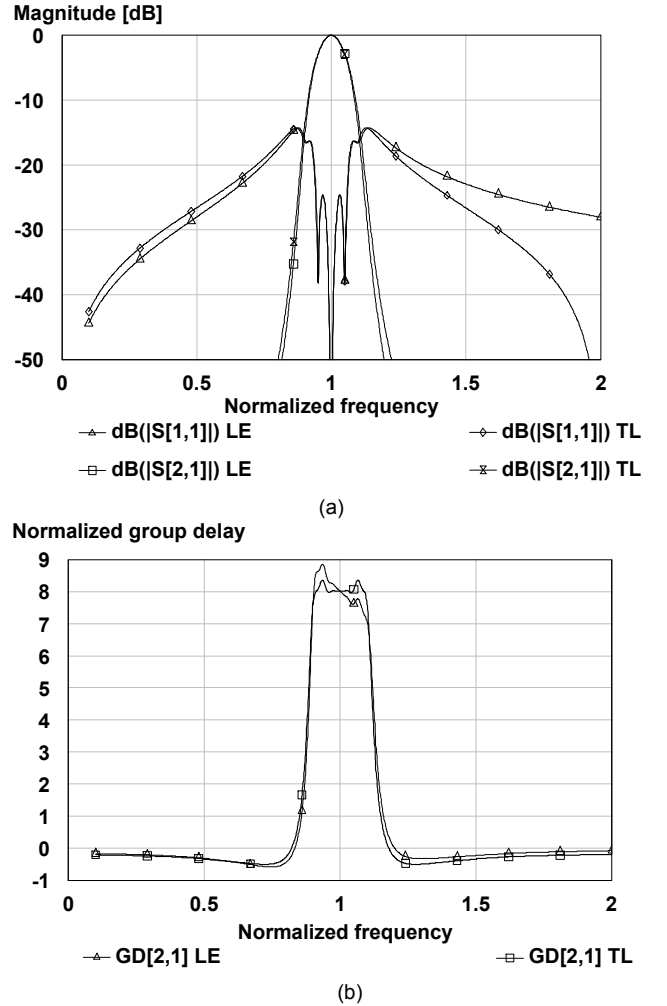 Magnitude [dB]
0
-10
-20
-30
-40
-50
0 0.5 1 1.5 2
Normalized frequency
dB(|S[1,1]|) LE dB(|S[1,1]|) TL
dB(|S[2,1]|) LE dB(|S[2,1]|) TL
(a)
Normalized group delay
9
8
7
6
5
4
3
2
1
0
-1
0 0.5 1 1.5 2
Normalized frequency
GD[2,1] LE GD[2,1] TL
(b)